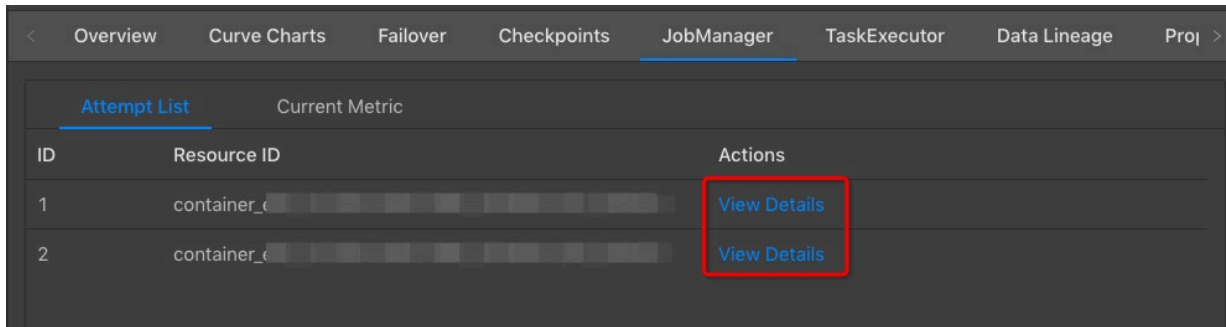 Overview Curve Charts Failover Checkpoints JobManager TaskExecutor Data Lineage
Attempt List Current Metric
ID Resource ID Actions
1 container_ View Details
2 container_ View Details